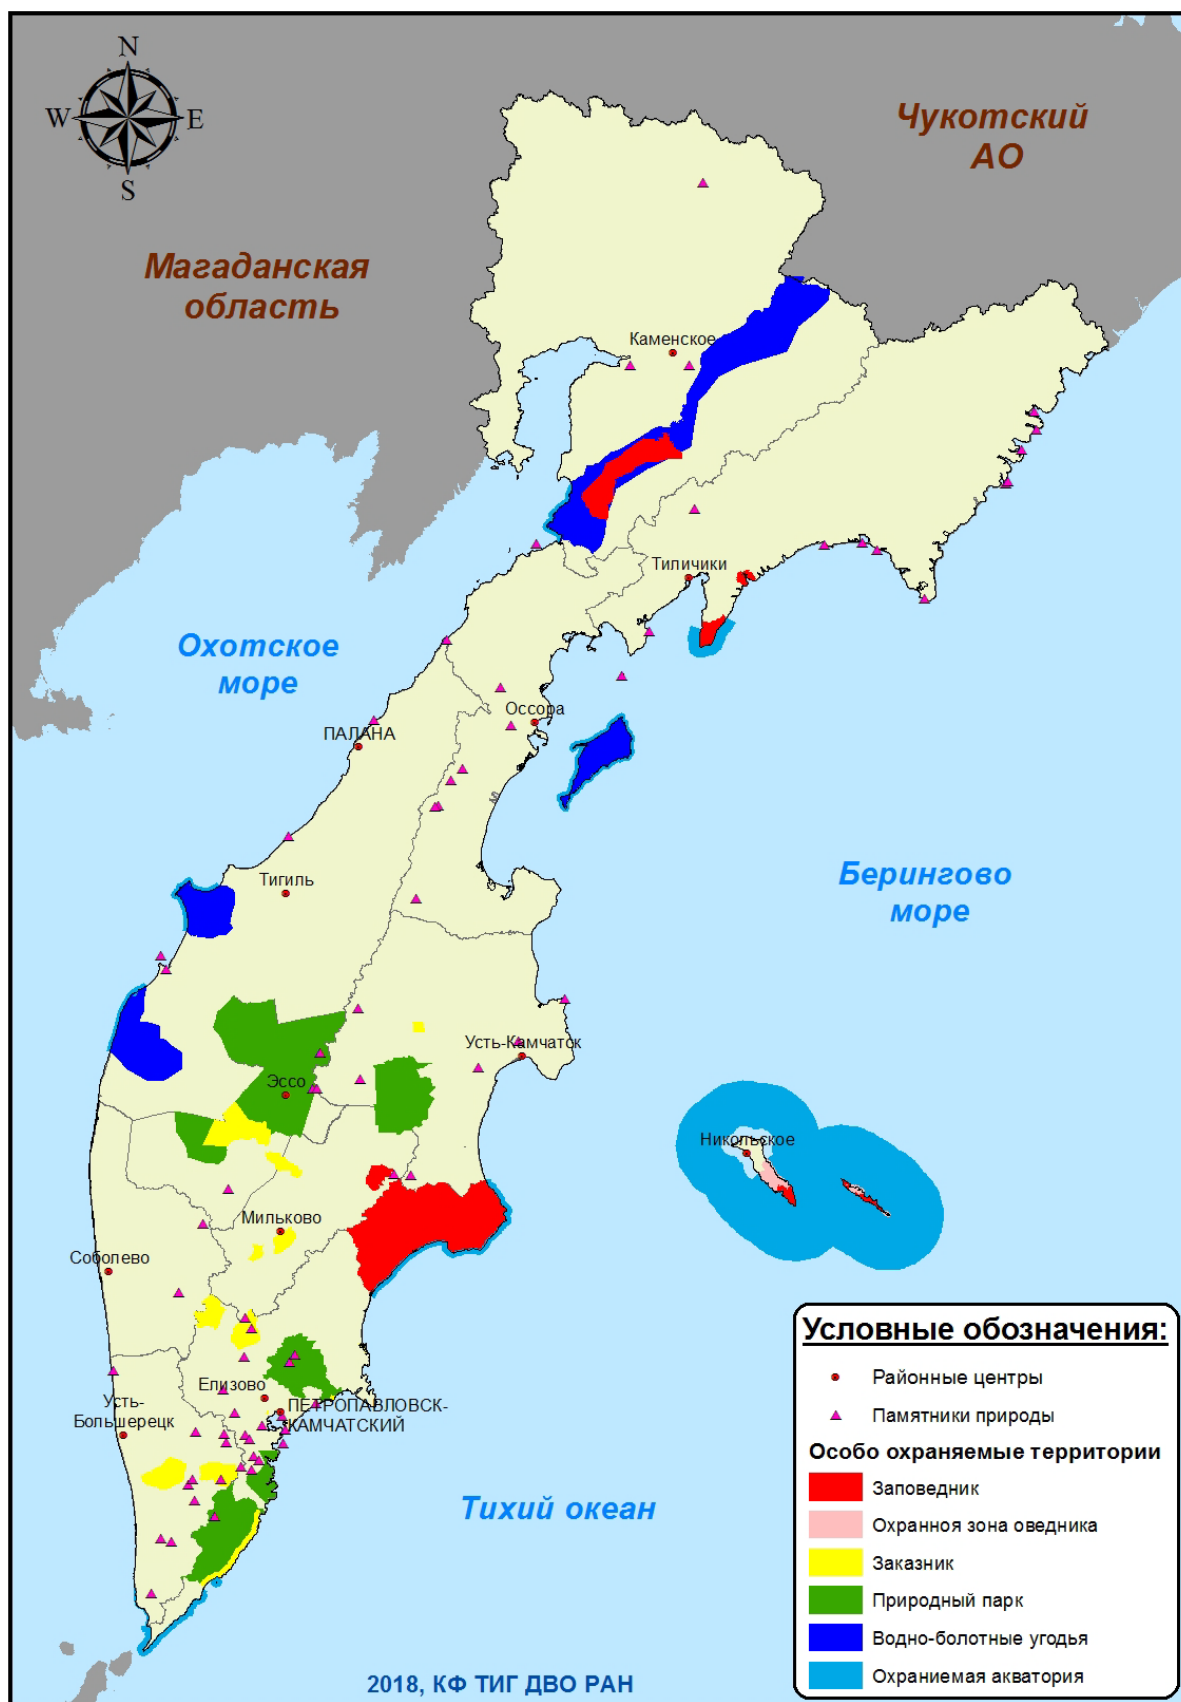 N
W
E
S
Чукотский
АО
Магаданская
область
Каменское
Тиличики
Охотское
море
Оссора
ПАЛАНА
Тигиль
Берингово
море
Усть-Камчатск
Эссо
Никольское
Мильково
Соболево
Елизово
Усть-
Большерецк
ПЕТРОПАВЛОВСК-
КАМЧАТСКИЙ
Тихий океан
Условные обозначения:
Районные центры
Памятники природы
Особо охраняемые территории
Заповедник
Охранноя зона оведника
Заказник
Природный парк
Водно-болотные угодья
Охраниемая акватория
2018, КФ ТИГ ДВО РАН